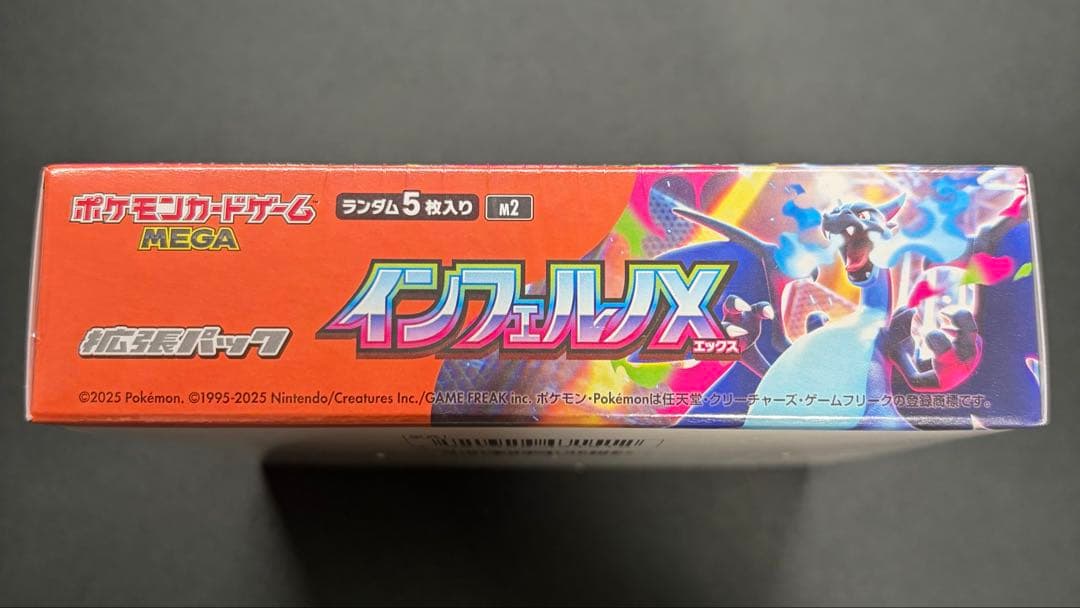 ポケモンカードゲーム
MEGA
ランダム5枚入り
M2
インフェルノX
エックス
拡張パック
©2025 Pokémon. ©1995-2025 Nintendo/Creatures Inc./GAME FREAK inc. ポケモン・Pokémonは任天堂・クリーチャーズ・ゲームフリークの登録商標です。